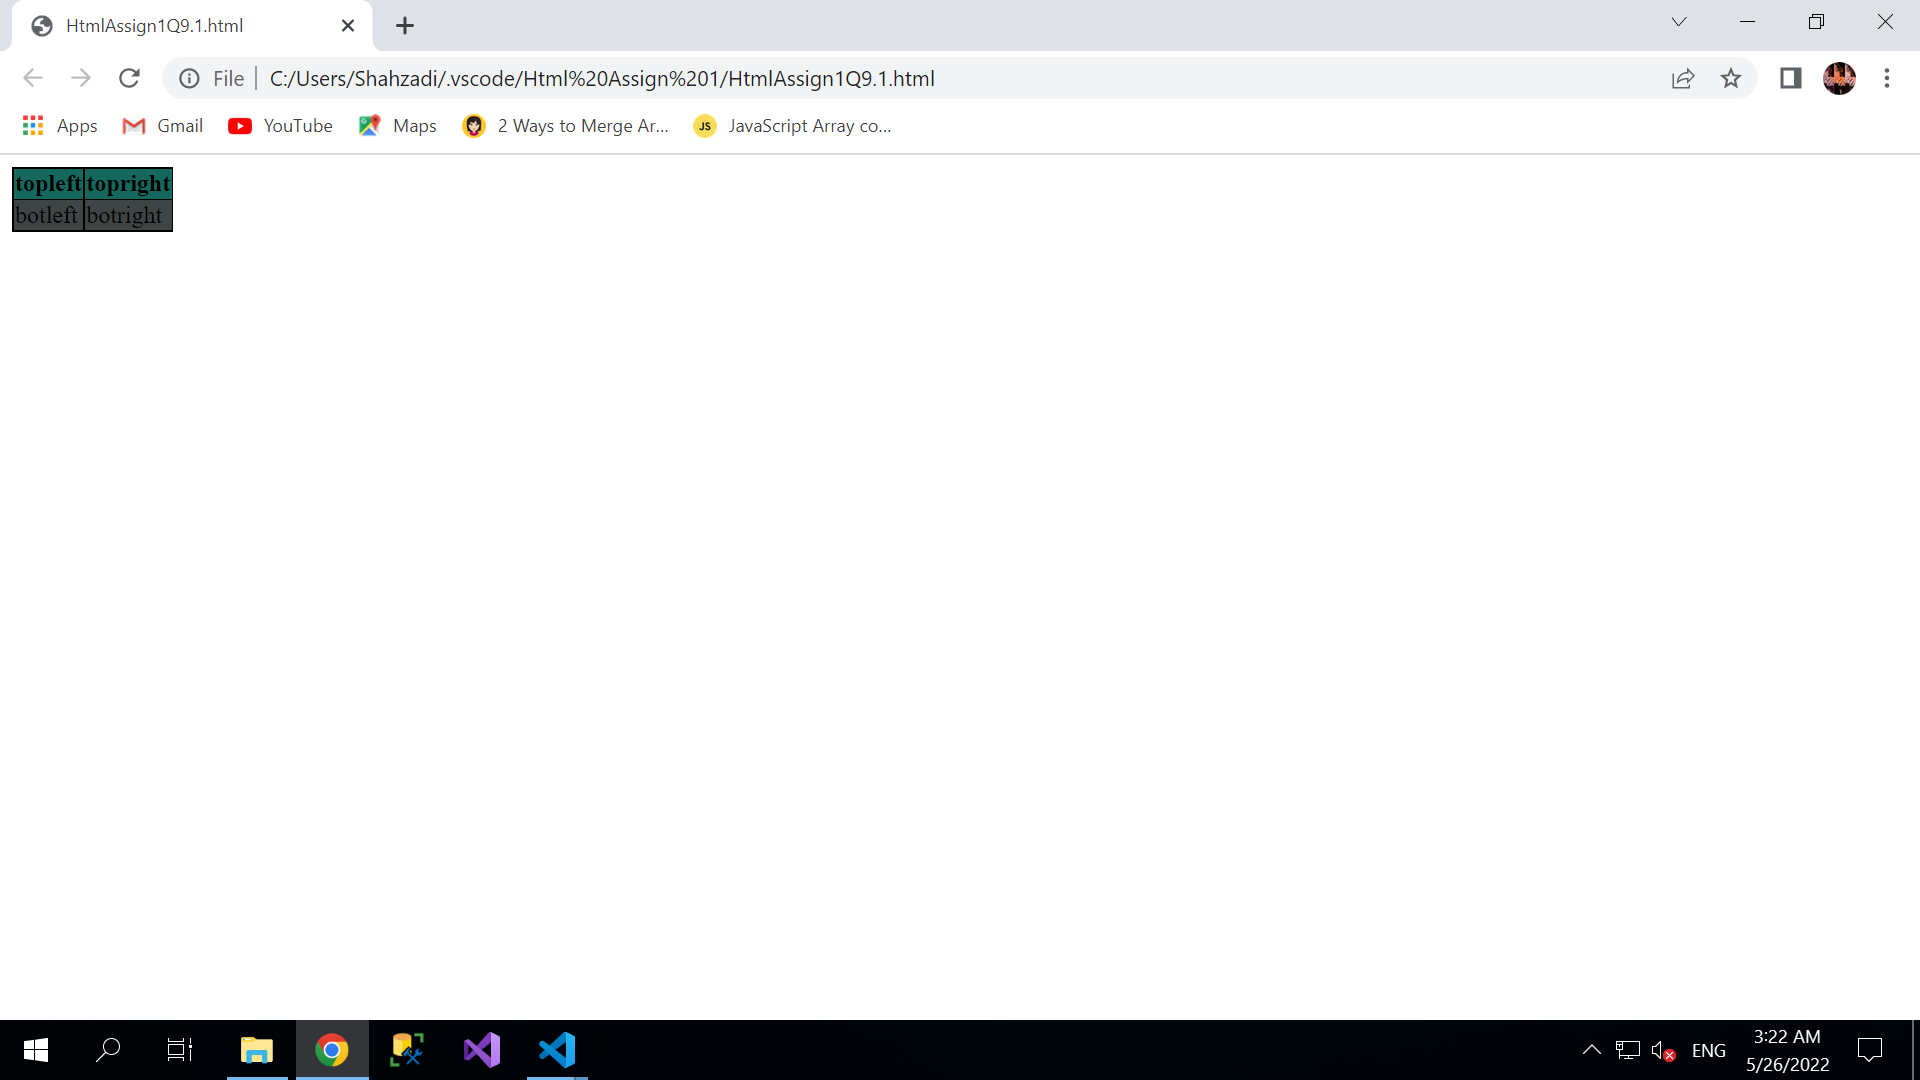 HtmlAssign1Q9.1.html
File C:/Users/Shahzadi/.vscode/Html%20Assign%201/HtmlAssign1Q9.1.html
Apps Gmail YouTube Maps 2 Ways to Merge Ar... JS JavaScript Array co...
topleft topright
botleft botright
ENG 3:22 AM
5/26/2022